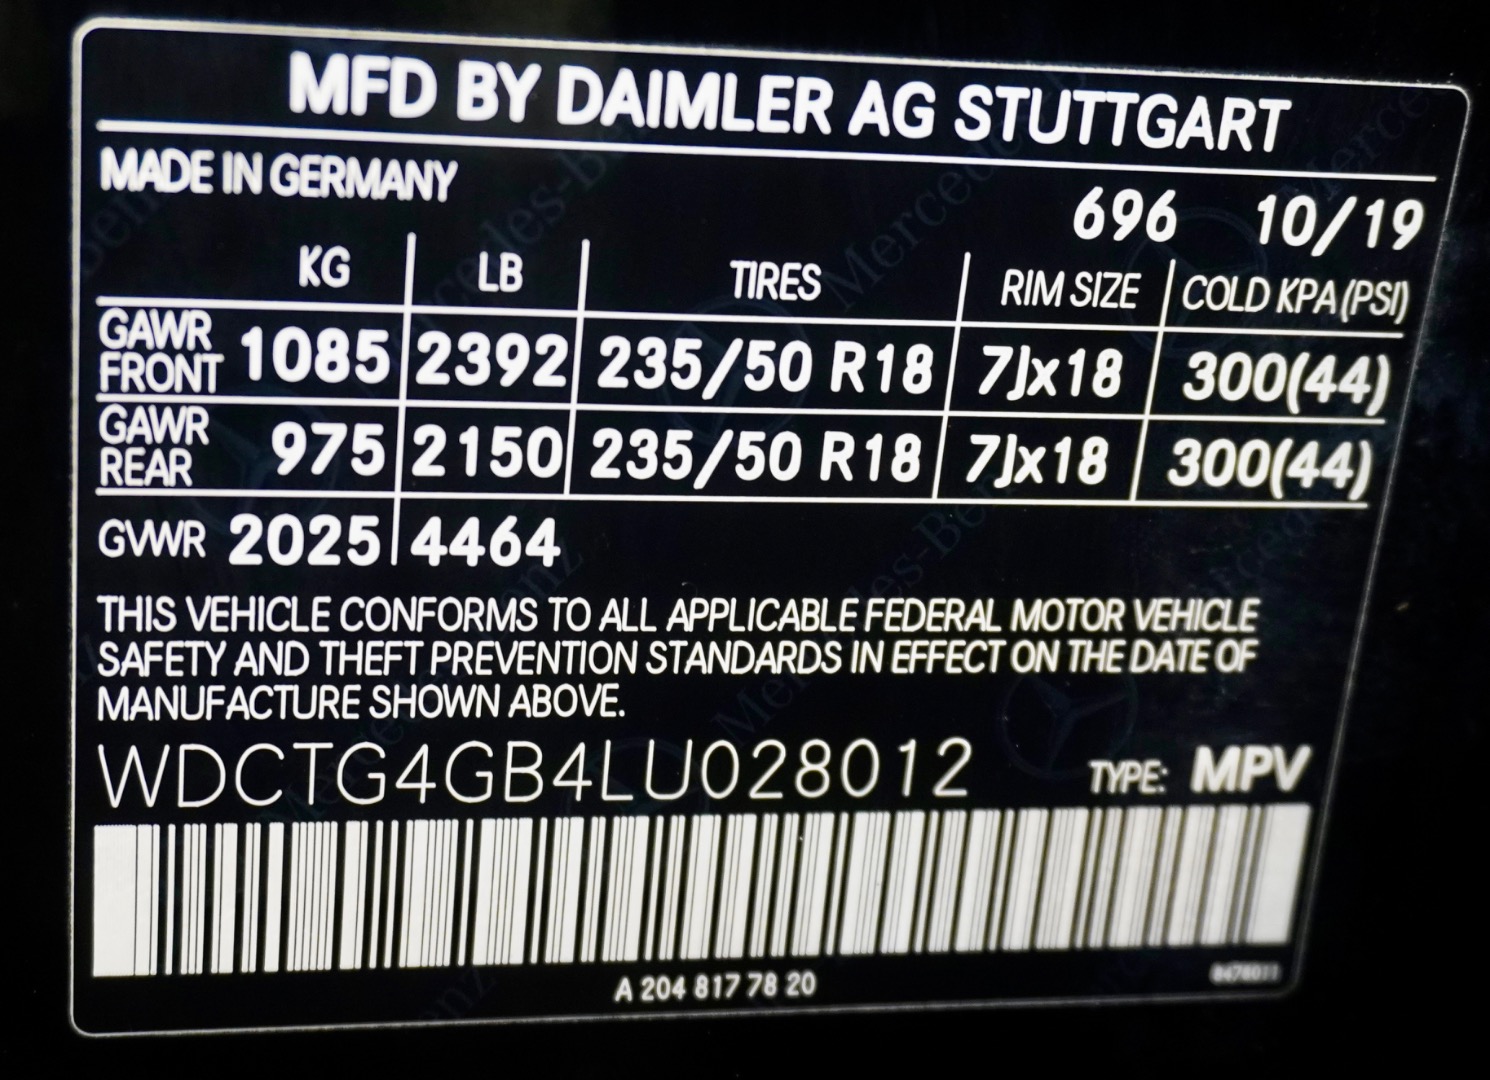 MFD BY DAIMLER AG STUTTGART
MADE IN GERMANY
696 10/19
KG LB TIRES RIM SIZE COLD KPA (PSI)
GAWR FRONT 1085 2392 235/50 R18 7Jx18 300(44)
GAWR REAR 975 2150 235/50 R18 7Jx18 300(44)
GVWR 2025 4464
THIS VEHICLE CONFORMS TO ALL APPLICABLE FEDERAL MOTOR VEHICLE
SAFETY AND THEFT PREVENTION STANDARDS IN EFFECT ON THE DATE OF
MANUFACTURE SHOWN ABOVE.
WDCTG4GB4LU028012 TYPE: MPV
A 204 817 78 20